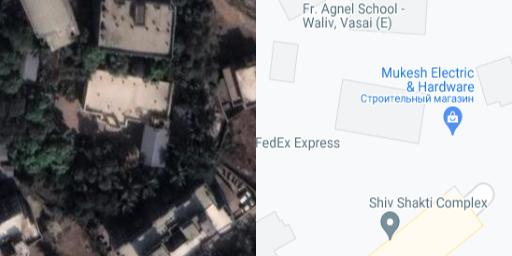 Fr. Agnel School -
Waliv, Vasai (E)
Mukesh Electric
& Hardware
Строительный магазин
FedEx Express
Shiv Shakti Complex